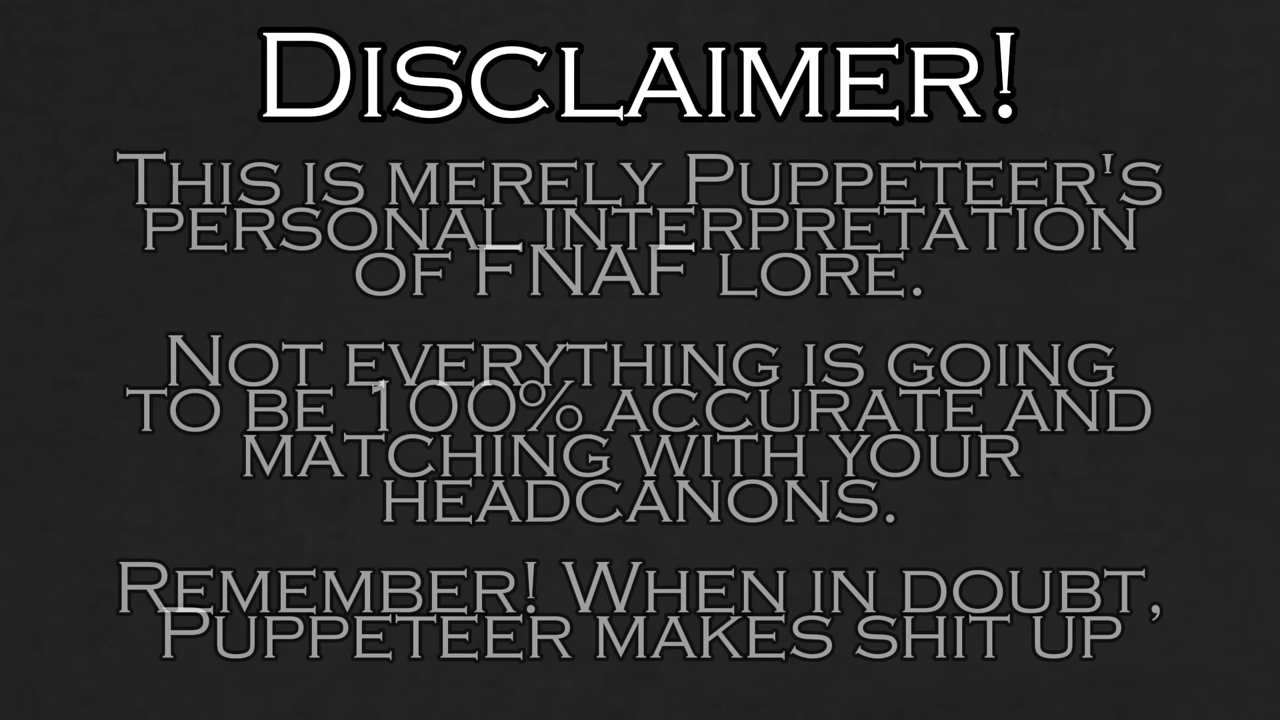 Disclaimer!
This is merely Puppeteer's
personal interpretation
of FNAF lore.
Not everything is going
to be 100% accurate and
matching with your
headcanons.
Remember! When in doubt,
Puppeteer makes shit up